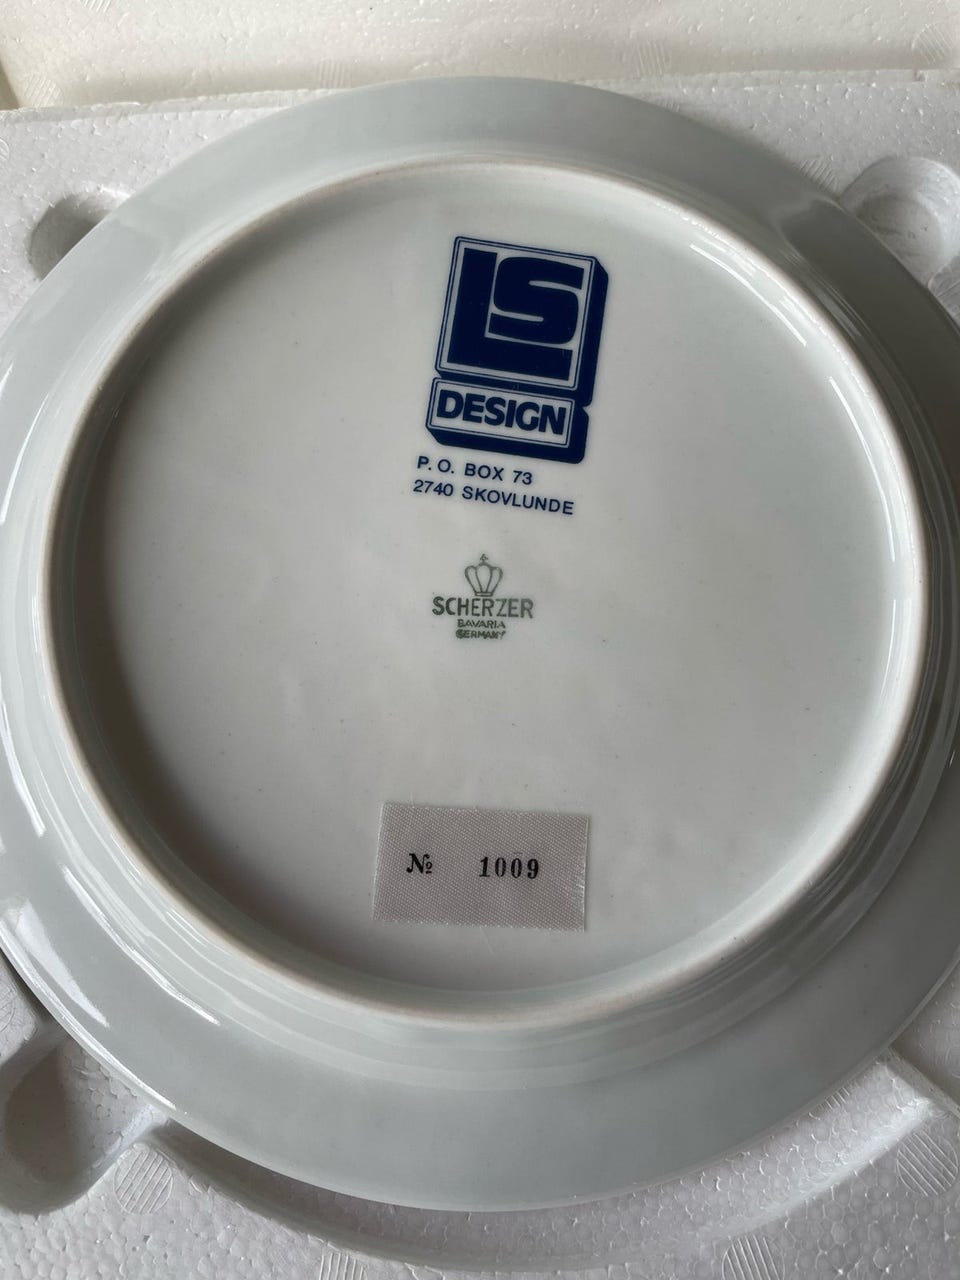 LS
DESIGN
P.O. BOX 73
2740 SKOVLUNDE
SCHERZER
BAVARIA
GERMANY
№ 1009